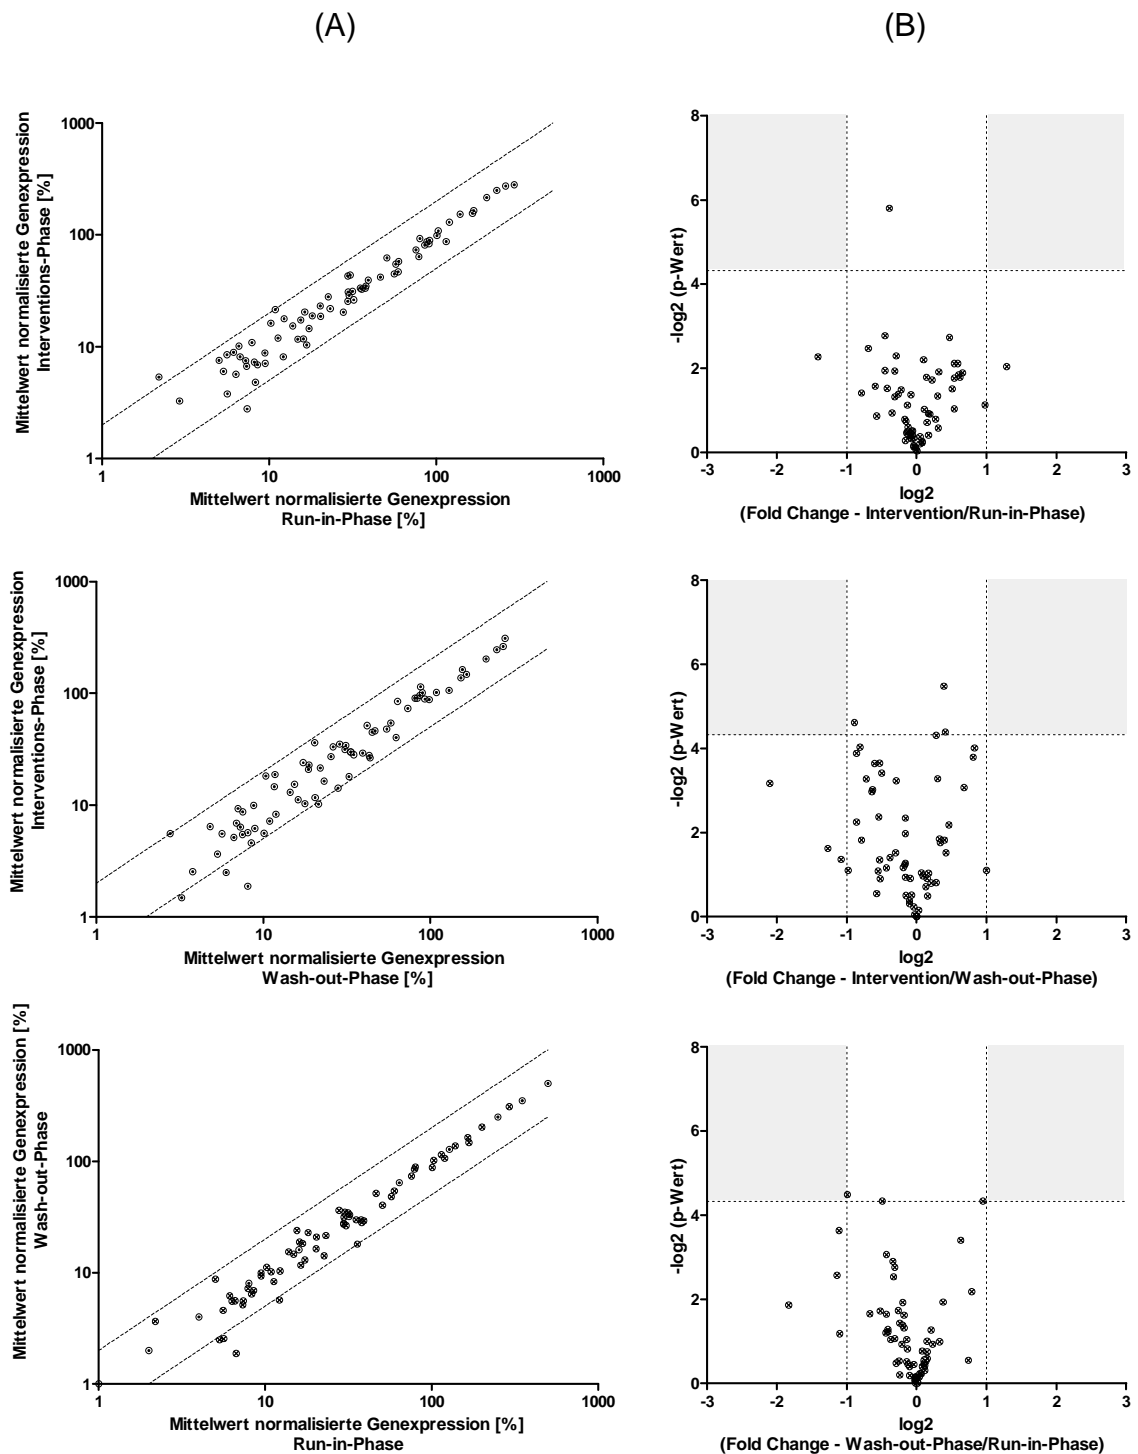 (A)
(B)
Mittelwert normalisierte Genexpression
Interventions-Phase [%]
1000
100
10
1
1
10
100
1000
Mittelwert normalisierte Genexpression
Run-in-Phase [%]
-log2 (p-Wert)
8
6
4
2
0
-3
-2
-1
0
1
2
3
log2
(Fold Change - Intervention/Run-in-Phase)
Mittelwert normalisierte Genexpression
Interventions-Phase [%]
1000
100
10
1
1
10
100
1000
Mittelwert normalisierte Genexpression
Wash-out-Phase [%]
-log2 (p-Wert)
8
6
4
2
0
-3
-2
-1
0
1
2
3
log2
(Fold Change - Intervention/Wash-out-Phase)
Mittelwert normalisierte Genexpression [%]
Wash-out-Phase
1000
100
10
1
1
10
100
1000
Mittelwert normalisierte Genexpression [%]
Run-in-Phase
-log2 (p-Wert)
8
6
4
2
0
-3
-2
-1
0
1
2
3
log2
(Fold Change - Wash-out-Phase/Run-in-Phase)